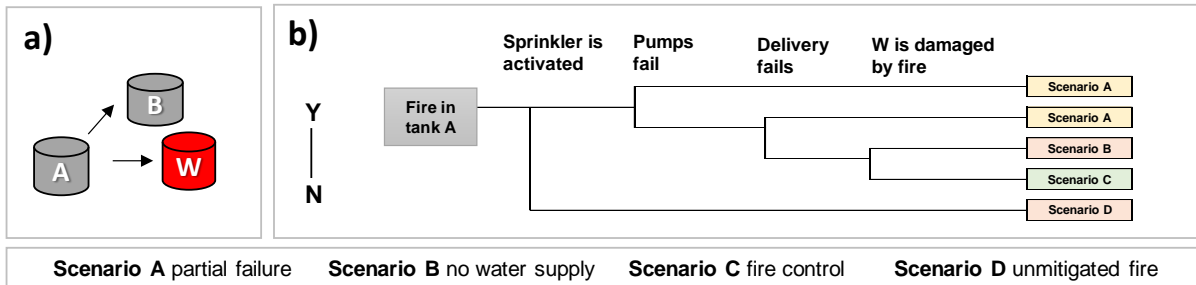 a)
B
A
W
b)
Sprinkler is
activated
Pumps
fail
Delivery
fails
W is damaged
by fire
Fire in
tank A
Y
N
Scenario A
Scenario A
Scenario B
Scenario C
Scenario D
Scenario A partial failure Scenario B no water supply Scenario C fire control Scenario D unmitigated fire